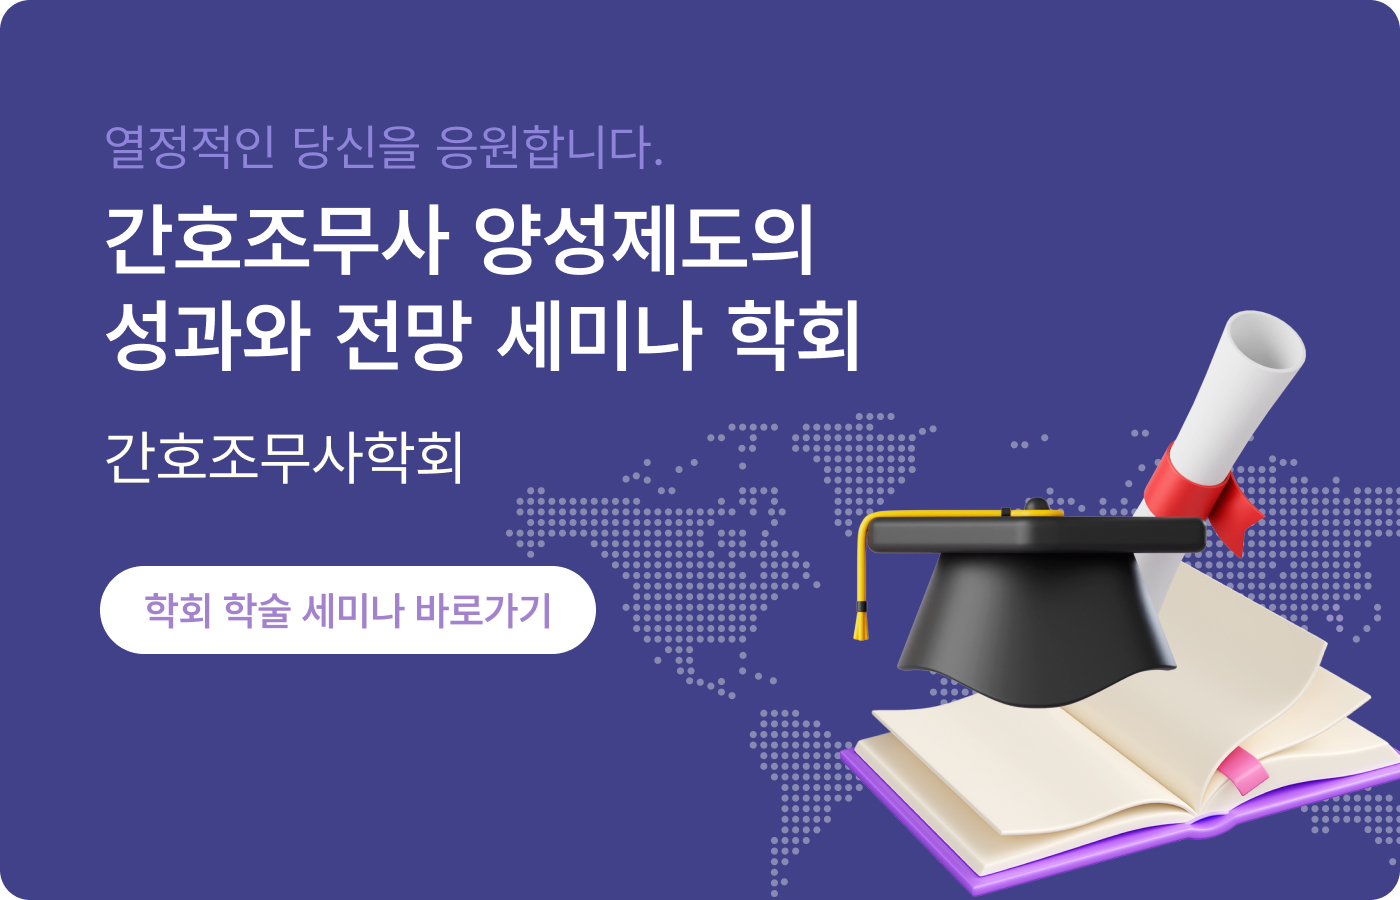 열정적인 당신을 응원합니다.
간호조무사 양성제도의
성과와 전망 세미나 학회
간호조무사학회
학회 학술 세미나 바로가기